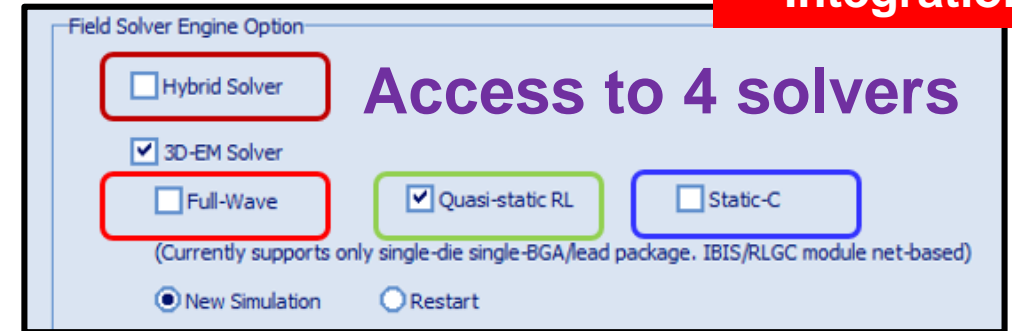 Integration
Field Solver Engine Option
Hybrid Solver
Access to 4 solvers
3D-EM Solver
Full-Wave
Quasi-static RL
Static-C
(Currently supports only single-die single-BGA/lead package. IBIS/RLGC module net-based)
New Simulation
Restart